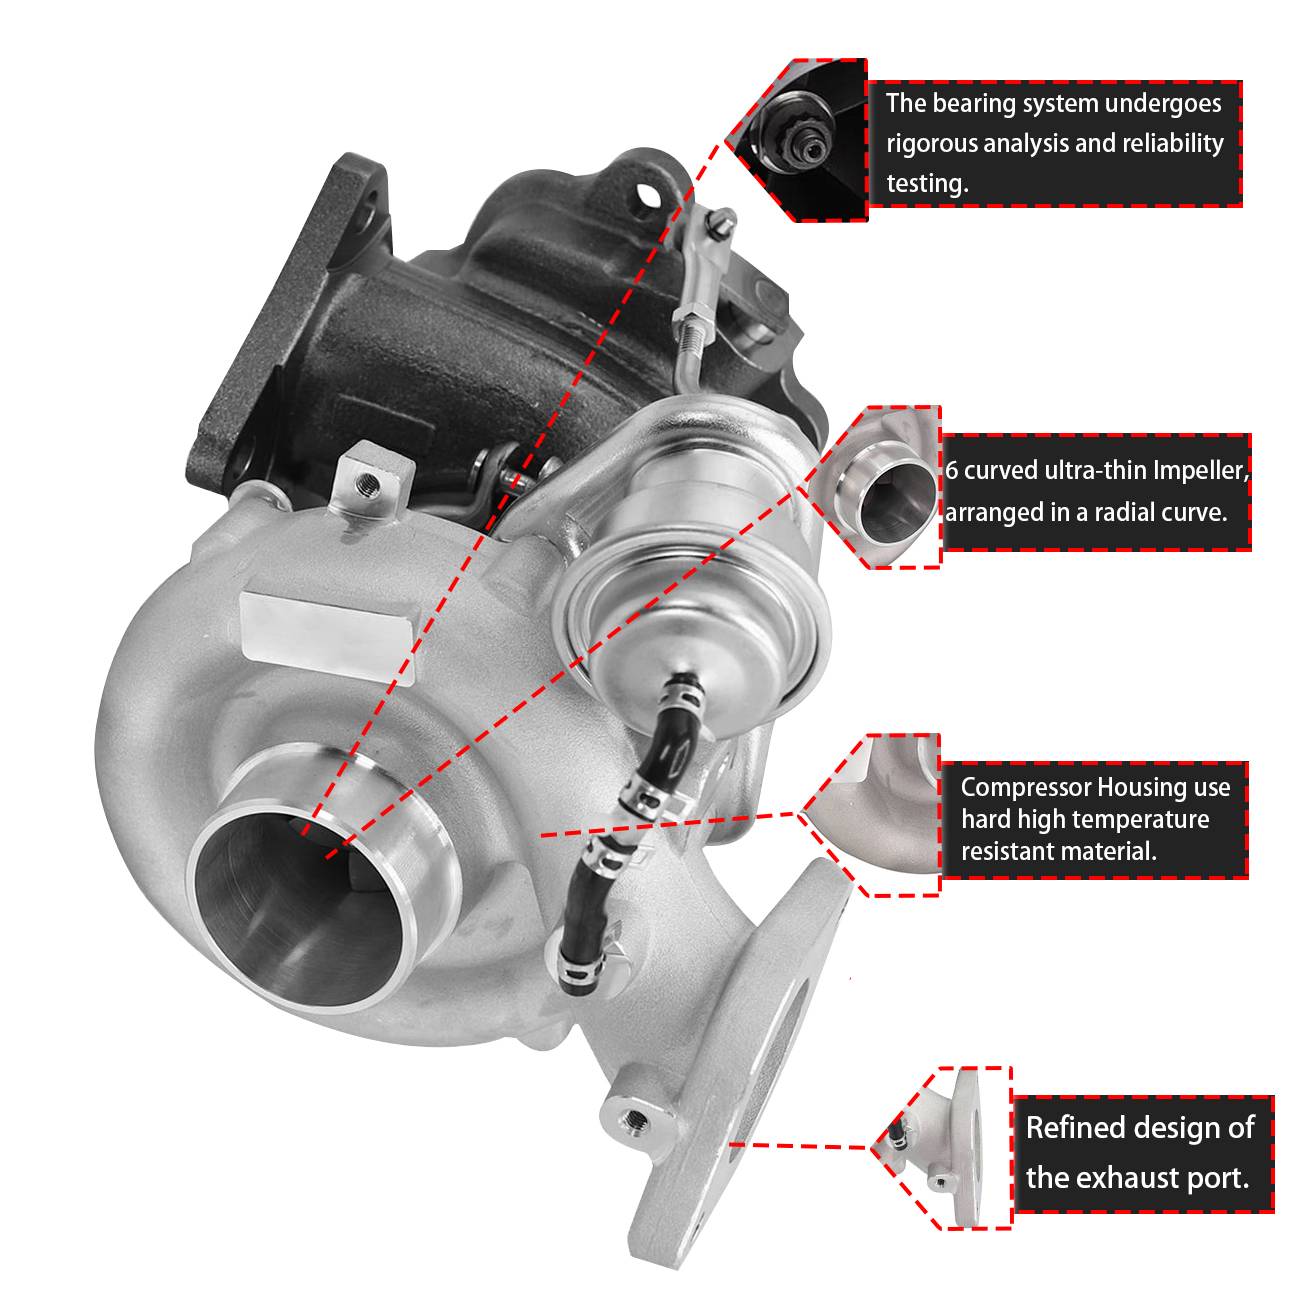 The bearing system undergoes
rigorous analysis and reliability
testing.
6 curved ultra-thin Impeller,
arranged in a radial curve.
Compressor Housing use
hard high temperature
resistant material.
Refined design of
the exhaust port.